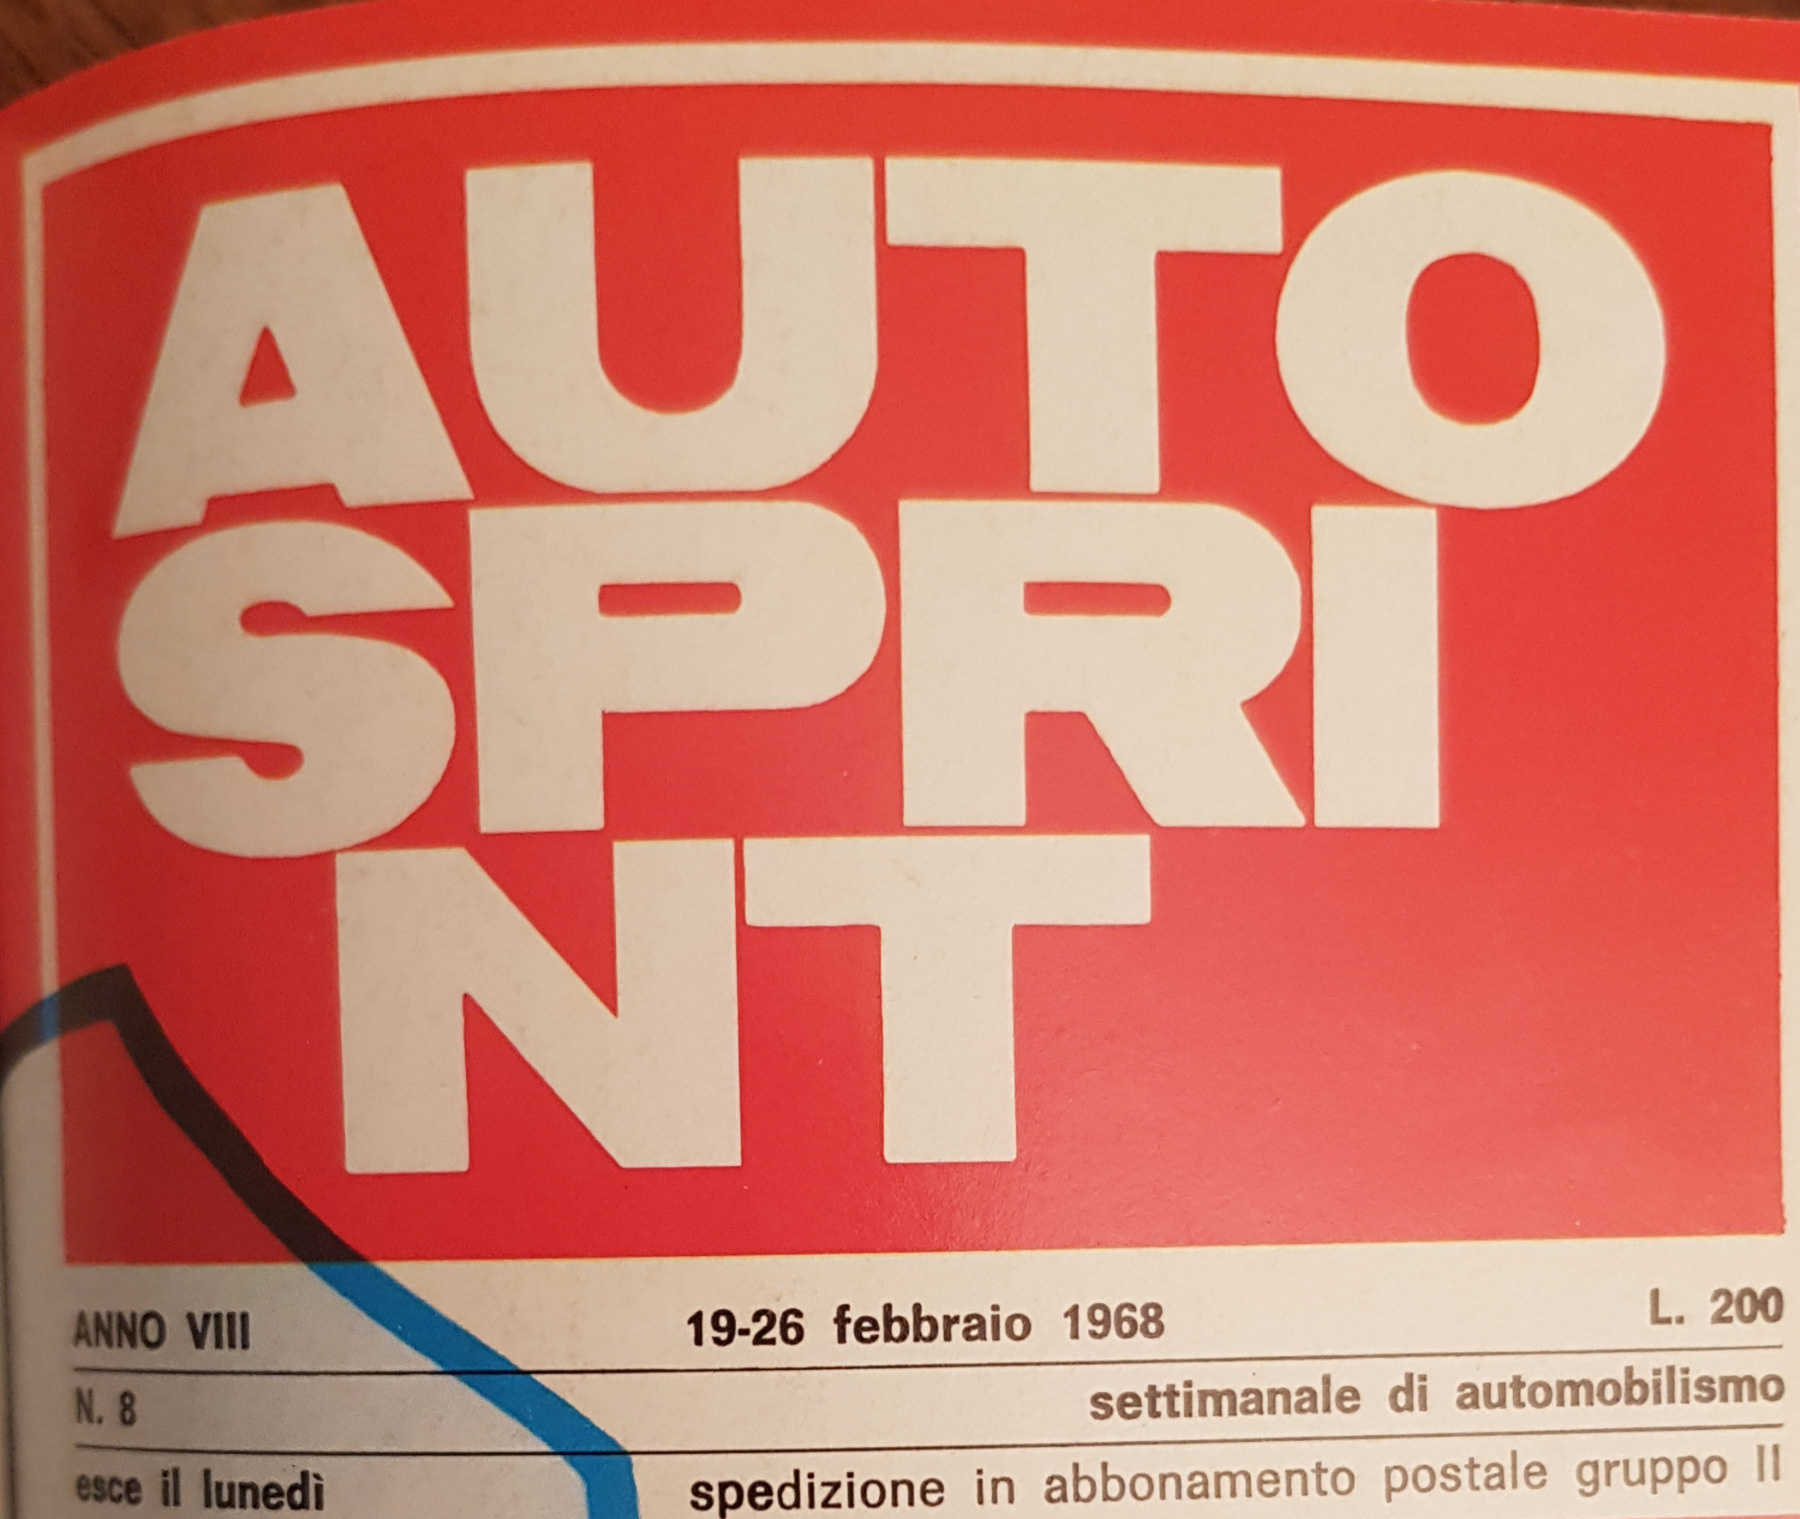 AUTO
SPRI
NT
ANNO VIII 19-26 febbraio 1968 L. 200
N. 8 settimanale di automobilismo
esce il lunedì spedizione in abbonamento postale gruppo II